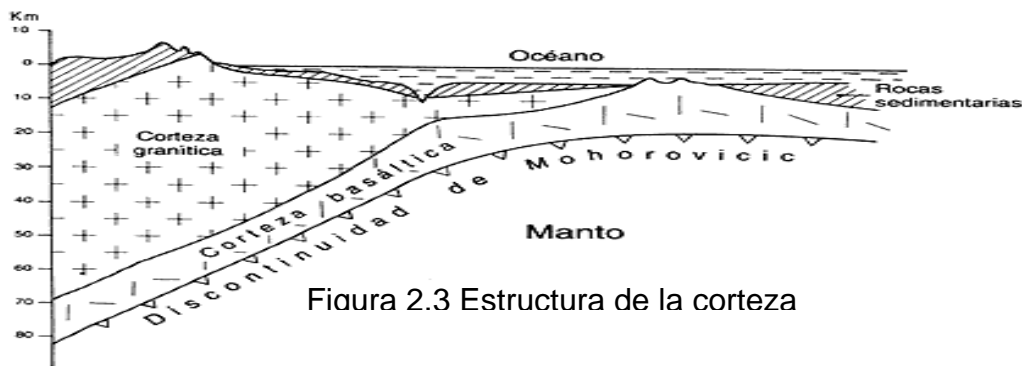 Km
10
0
10
20
30
40
50
60
70
80
Océano
Rocas
sedimentarias
Corteza
granítica
Corteza basáltica
Discontinuidad de Mohorovicic
Manto
Figura 2.3 Estructura de la corteza